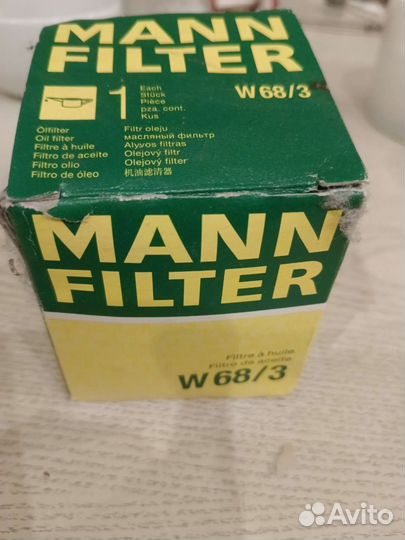 MANN
FILTER
1
Each
Stück
Pièce
pza. cont.
Kus
W 68/3
Ölfilter
Oil filter
Filtre à huile
Filtro de aceite
Filtro olio
Filtro de óleo
Filtr oleju
масляный фильтр
Alyvos filtras
Olejový filtr
Olejový filter
机油滤清器
MANN
FILTER
Filtre à huile
Filtro de aceite
W 68/3
Avito